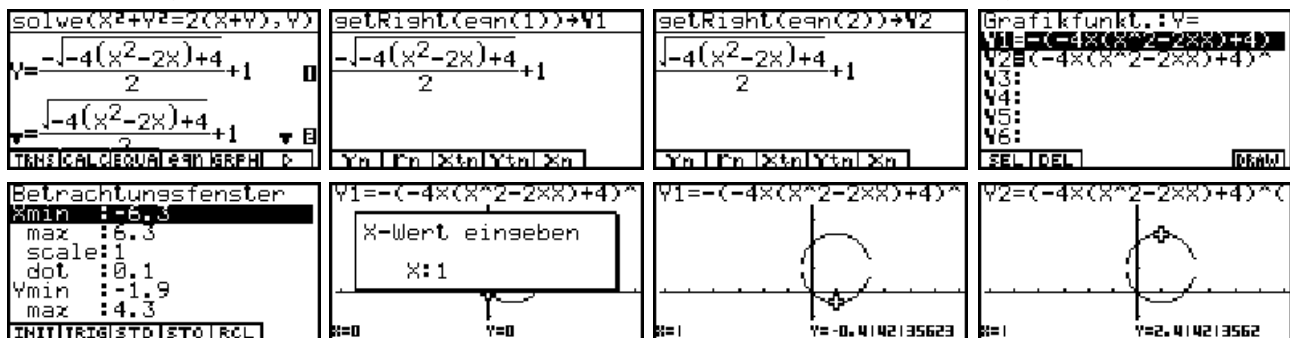 solve(X²+Y²=2(X+Y),Y)
Y=-√-4(X²-2X)+4/2+1 1
=√-4(X²-2X)+4/2+1 2
TRNS CALC EQUA eqn GRPH ▷
getRight(eqn(1))→Y1
-√-4(X²-2X)+4/2+1
Yn rn Xtn Ytn Xn
getRight(eqn(2))→Y2
√-4(X²-2X)+4/2+1
Yn rn Xtn Ytn Xn
Grafikfunkt.:Y=
Y1=-(-4×(X^2-2×X)+4)
Y2=(-4×(X^2-2×X)+4)^
Y3:
Y4:
Y5:
Y6:
SEL DEL DRAW
Betrachtungsfenster
Xmin :-6.3
max :6.3
scale:1
dot :0.1
Ymin :-1.9
max :4.3
INIT TRIG STD STO RCL
Y1=-(-4×(X^2-2×X)+4)^
X-Wert eingeben
X:1
X=0 Y=0
Y1=-(-4×(X^2-2×X)+4)^
X=1 Y=-0.4142135623
Y2=(-4×(X^2-2×X)+4)^(
X=1 Y=2.414213562